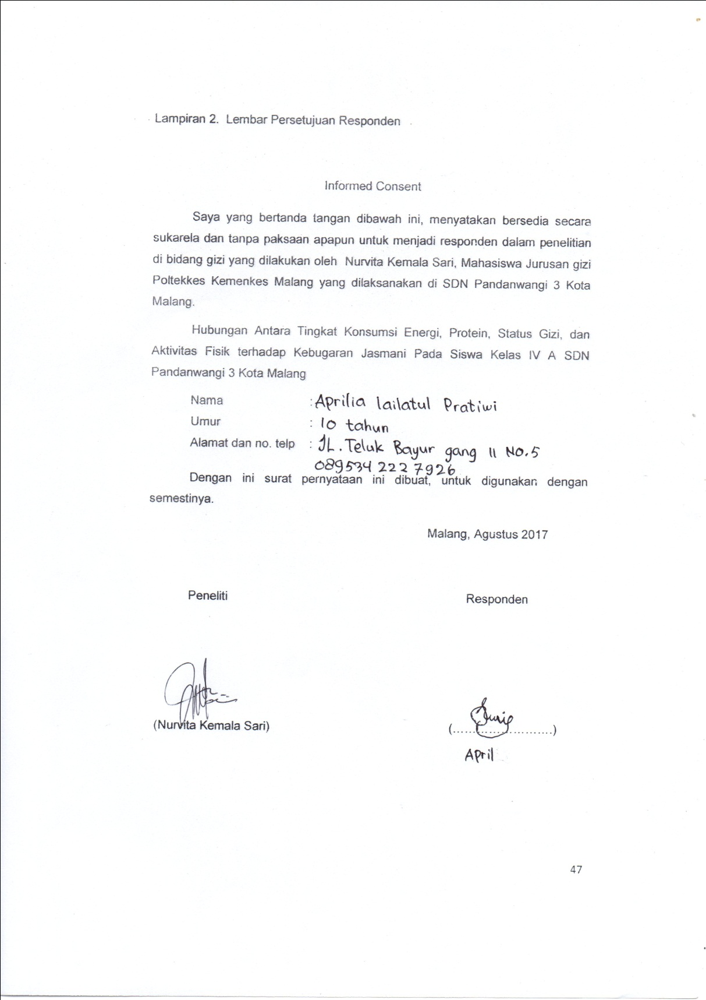 Lampiran 2. Lembar Persetujuan Responden
Informed Consent
Saya yang bertanda tangan dibawah ini, menyatakan bersedia secara
sukarela dan tanpa paksaan apapun untuk menjadi responden dalam penelitian
di bidang gizi yang dilakukan oleh Nurvita Kemala Sari, Mahasiswa Jurusan gizi
Poltekkes Kemenkes Malang yang dilaksanakan di SDN Pandanwangi 3 Kota
Malang.
Hubungan Antara Tingkat Konsumsi Energi, Protein, Status Gizi, dan
Aktivitas Fisik terhadap Kebugaran Jasmani Pada Siswa Kelas IV A SDN
Pandanwangi 3 Kota Malang
Nama : Aprilia lailatul Pratiwi
Umur : 10 tahun
Alamat dan no. telp : JL. Teluk Bayur gang 11 No.5
0895342227926
Dengan ini surat pernyataan ini dibuat, untuk digunakan dengan
semestinya.
Malang, Agustus 2017
Peneliti Responden
(Nurvita Kemala Sari) (........................)
April
47